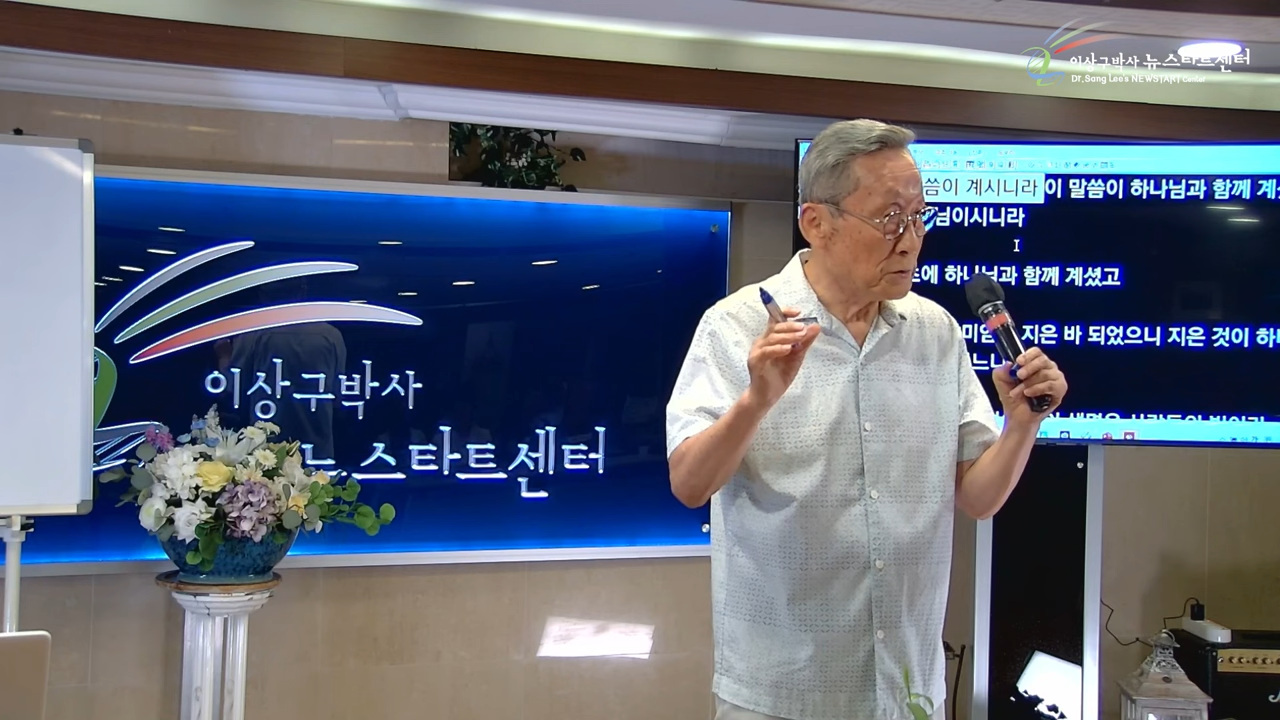 이상구박사 뉴스타트센터
Dr. Sang Lee's NEWSTART Center
이상구박사
뉴스타트센터
씀이 계시니라 이 말씀이 하나님과 함께 계
님이시니라
에 하나님과 함께 계셨고
지은 바 되었으니 지은 것이 하
느니